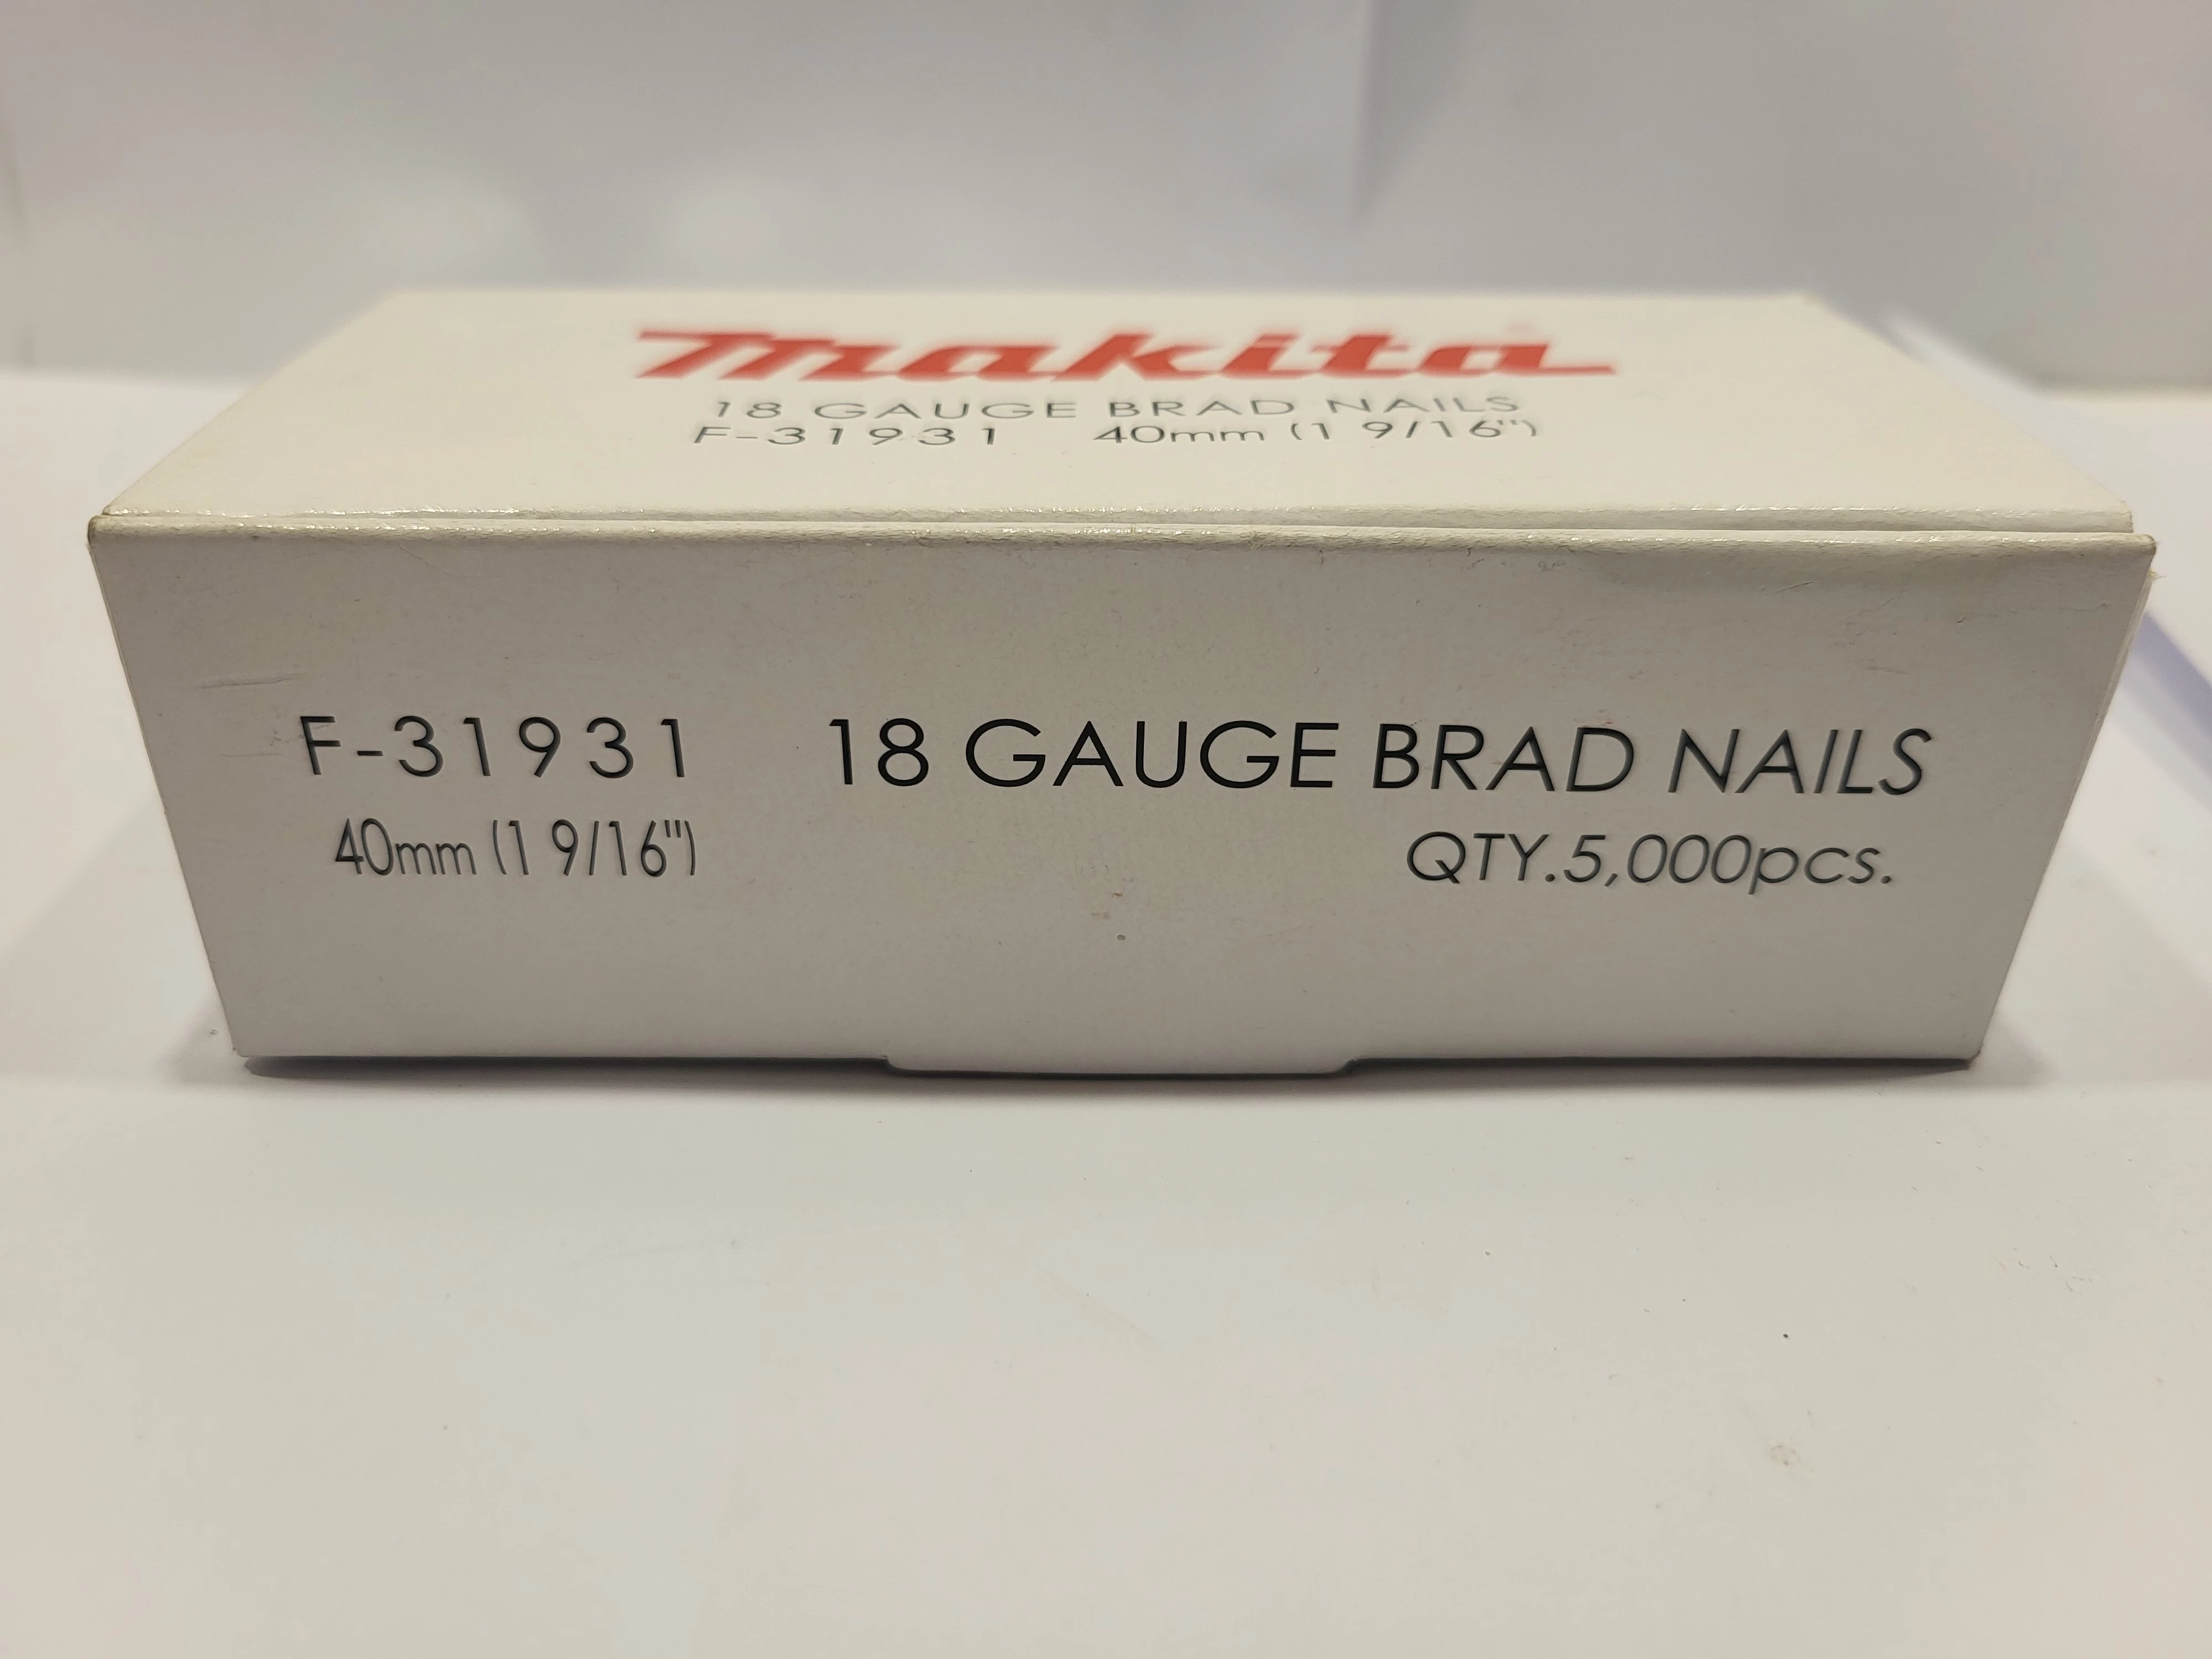 makita
18 GAUGE BRAD NAILS
F-31931 40mm (1 9/16")
F-31931 18 GAUGE BRAD NAILS
40mm (1 9/16") QTY.5,000pcs.